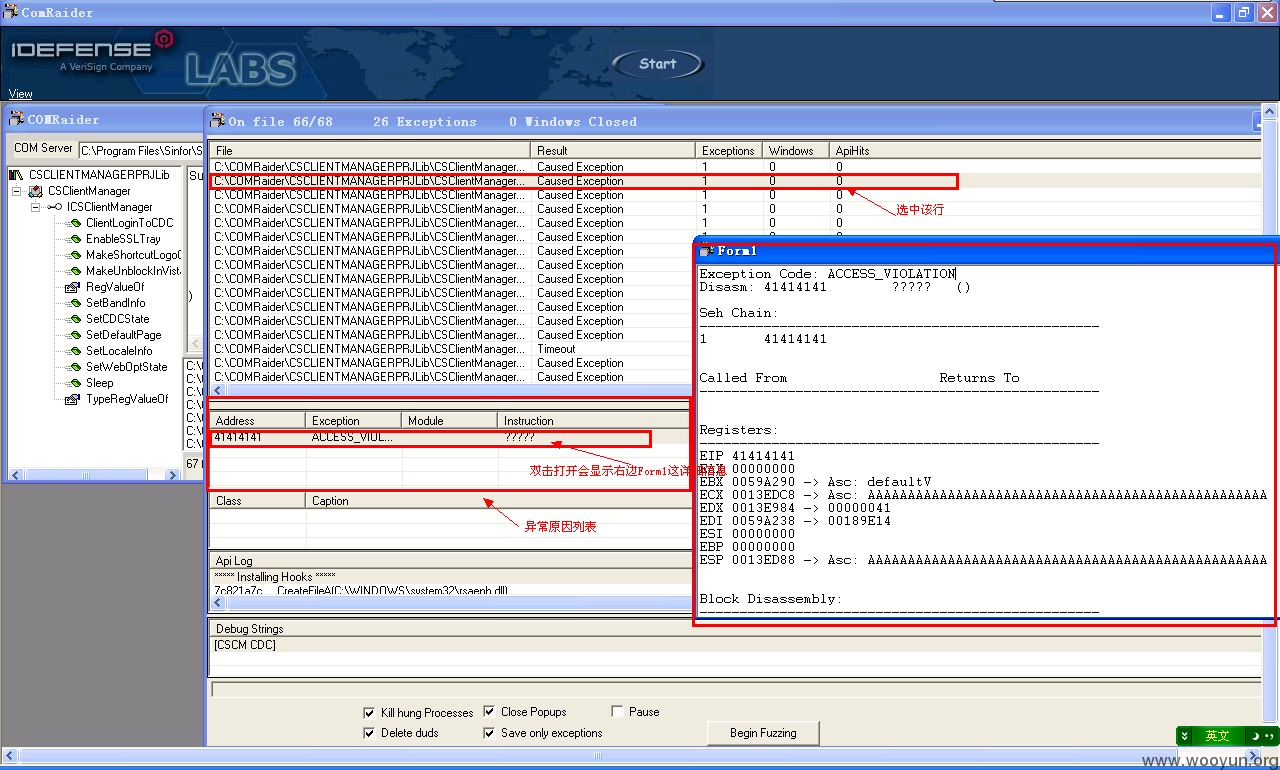 ComRaider
IDEFENSE
A VeriSign Company
LABS
Start
View
COMRaider
COM Server
C:\Program Files\Sinfor\S
CSCLIENTMANAGERPRJLib
CSClientManager
ICSClientManager
ClientLoginToCDC
EnableSSLTray
MakeShortcutLogoC
MakeUnblockInVista
RegValueOf
SetBandInfo
SetCDCState
SetDefaultPage
SetLocaleInfo
SetWebOptState
Sleep
TypeRegValueOf
Su
)
C:\
C:\
C:\
C:\
C:\
C:\
67
On file 66/68 26 Exceptions 0 Windows Closed
File Result Exceptions Windows ApiHits
C:\COMRaider\CSCLIENTMANAGERPRJLib\CSClientManager... Caused Exception 1 0 0
C:\COMRaider\CSCLIENTMANAGERPRJLib\CSClientManager... Caused Exception 1 0 0
C:\COMRaider\CSCLIENTMANAGERPRJLib\CSClientManager... Caused Exception 1 0 0
C:\COMRaider\CSCLIENTMANAGERPRJLib\CSClientManager... Caused Exception 1 0 0
C:\COMRaider\CSCLIENTMANAGERPRJLib\CSClientManager... Caused Exception 1 0 0
C:\COMRaider\CSCLIENTMANAGERPRJLib\CSClientManager... Caused Exception
C:\COMRaider\CSCLIENTMANAGERPRJLib\CSClientManager... Caused Exception
C:\COMRaider\CSCLIENTMANAGERPRJLib\CSClientManager... Caused Exception
C:\COMRaider\CSCLIENTMANAGERPRJLib\CSClientManager... Caused Exception
C:\COMRaider\CSCLIENTMANAGERPRJLib\CSClientManager... Caused Exception
C:\COMRaider\CSCLIENTMANAGERPRJLib\CSClientManager... Caused Exception
C:\COMRaider\CSCLIENTMANAGERPRJLib\CSClientManager... Caused Exception
C:\COMRaider\CSCLIENTMANAGERPRJLib\CSClientManager... Caused Exception
C:\COMRaider\CSCLIENTMANAGERPRJLib\CSClientManager... Timeout
C:\COMRaider\CSCLIENTMANAGERPRJLib\CSClientManager... Caused Exception
C:\COMRaider\CSCLIENTMANAGERPRJLib\CSClientManager... Caused Exception
选中该行
Address Exception Module Instruction
41414141 ACCESS_VIOL... ?????
双击打开会显示右边Form1这详细信息
Class Caption
异常原因列表
Api Log
***** Installing Hooks *****
7c821a7c CreateFileA(C:\WINDOWS\system32\rsaenh.dll)
Debug Strings
[CSCM CDC]
Kill hung Processes
Close Popups
Pause
Delete duds
Save only exceptions
Begin Fuzzing
Form1
Exception Code: ACCESS_VIOLATION
Disasm: 41414141 ????? ()
Seh Chain:
1 41414141
Called From Returns To
Registers:
EIP 41414141
EAX 00000000
EBX 0059A290 -> Asc: defaultV
ECX 0013EDC8 -> Asc: AAAAAAAAAAAAAAAAAAAAAAAAAAAAAAAAAAAAAAAAAAAAAAAAAA
EDX 0013E984 -> 00000041
EDI 0059A238 -> 00189E14
ESI 00000000
EBP 00000000
ESP 0013ED88 -> Asc: AAAAAAAAAAAAAAAAAAAAAAAAAAAAAAAAAAAAAAAAAAAAAAAAAA
Block Disassembly:
英文
www.wooyun.org